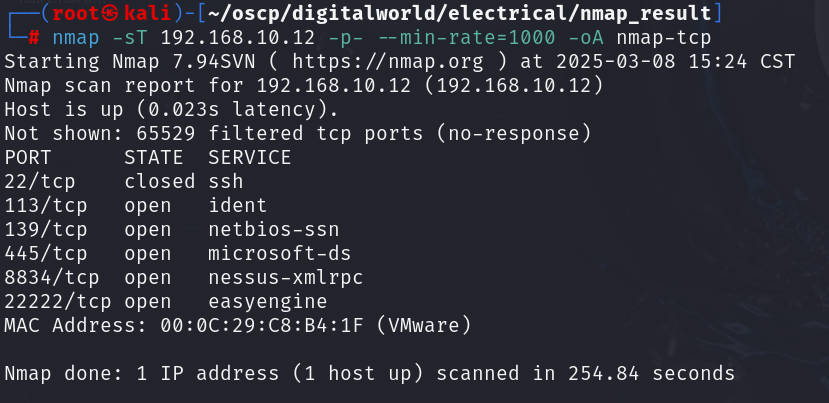 ┌──(root㉿kali)-[~/oscp/digitalworld/electrical/nmap_result]
└─# nmap -sT 192.168.10.12 -p- --min-rate=1000 -oA nmap-tcp
Starting Nmap 7.94SVN ( https://nmap.org ) at 2025-03-08 15:24 CST
Nmap scan report for 192.168.10.12 (192.168.10.12)
Host is up (0.023s latency).
Not shown: 65529 filtered tcp ports (no-response)
PORT      STATE  SERVICE
22/tcp    closed ssh
113/tcp   open   ident
139/tcp   open   netbios-ssn
445/tcp   open   microsoft-ds
8834/tcp  open   nessus-xmlrpc
22222/tcp open   easyengine
MAC Address: 00:0C:29:C8:B4:1F (VMware)

Nmap done: 1 IP address (1 host up) scanned in 254.84 seconds